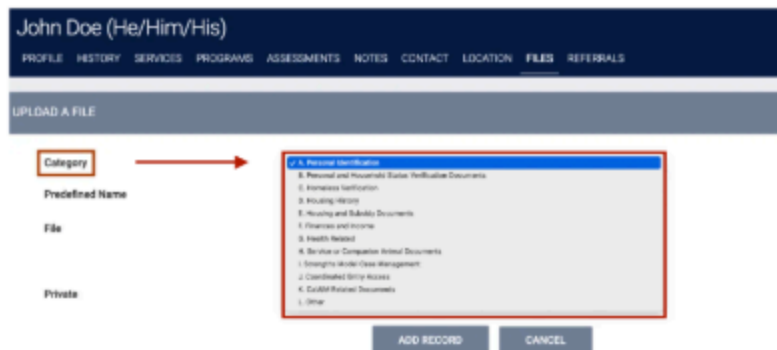 John Doe (He/Him/His)
PROFILE HISTORY SERVICES PROGRAMS ASSESSMENTS NOTES CONTACT LOCATION FILES REFERRALS
UPLOAD A FILE
Category
✓ A. Personal Identification
B. Personal and Household Status Verification Documents
C. Homeless Verification
Predefined Name
D. Housing History
E. Housing and Subsidy Documents
File
F. Finances and Income
G. Health Related
H. Service or Companion Animal Documents
I. Strengths Model Case Management
J. Coordinated Entry Access
Private
K. CalAIM Related Documents
L. Other
ADD RECORD CANCEL